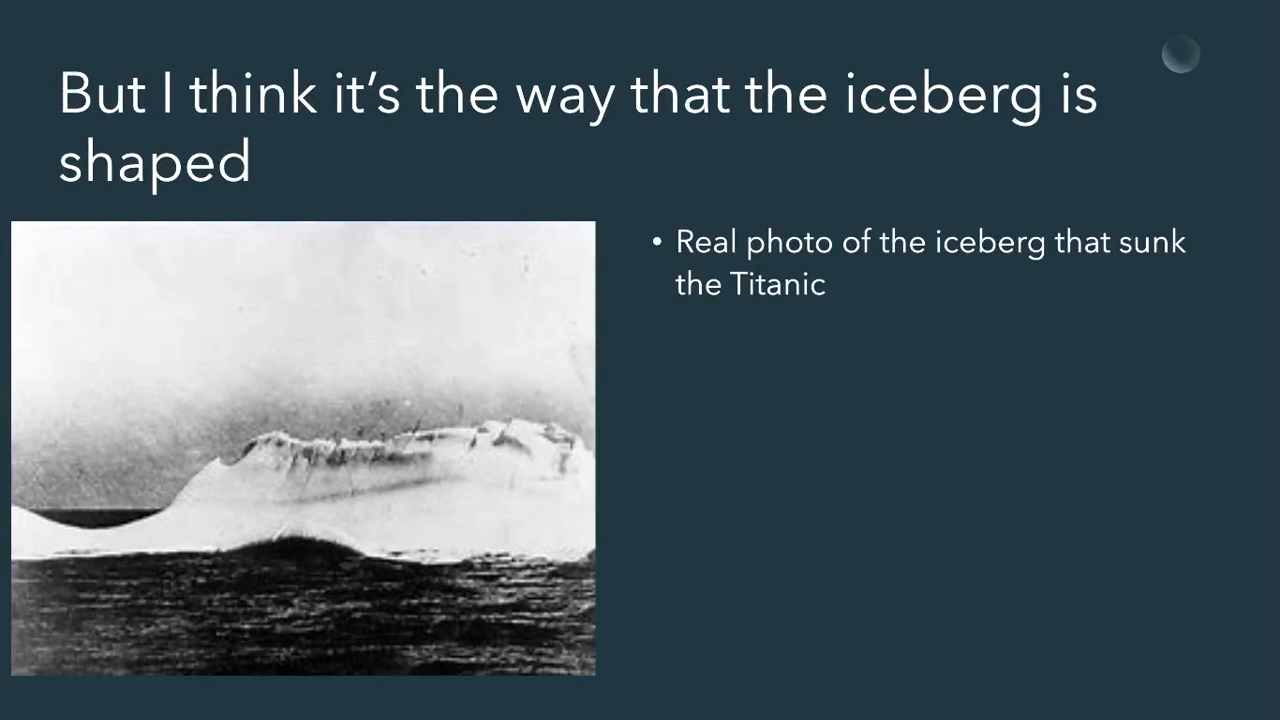 But I think it’s the way that the iceberg is
shaped
• Real photo of the iceberg that sunk
the Titanic